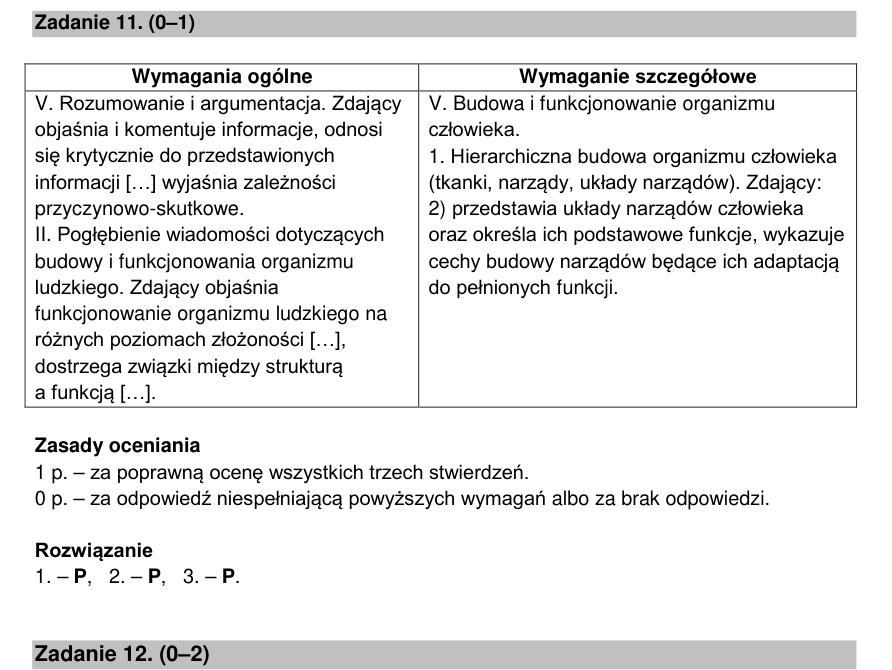 Zadanie 11. (0–1)
Wymagania ogólne
Wymaganie szczegółowe
V. Rozumowanie i argumentacja. Zdający
objaśnia i komentuje informacje, odnosi
się krytycznie do przedstawionych
informacji […] wyjaśnia zależności
przyczynowo-skutkowe.
II. Pogłębienie wiadomości dotyczących
budowy i funkcjonowania organizmu
ludzkiego. Zdający objaśnia
funkcjonowanie organizmu ludzkiego na
różnych poziomach złożoności […],
dostrzega związki między strukturą
a funkcją […].
V. Budowa i funkcjonowanie organizmu
człowieka.
1. Hierarchiczna budowa organizmu człowieka
(tkanki, narządy, układy narządów). Zdający:
2) przedstawia układy narządów człowieka
oraz określa ich podstawowe funkcje, wykazuje
cechy budowy narządów będące ich adaptacją
do pełnionych funkcji.
Zasady oceniania
1 p. – za poprawną ocenę wszystkich trzech stwierdzeń.
0 p. – za odpowiedź niespełniającą powyższych wymagań albo za brak odpowiedzi.
Rozwiązanie
1. – P, 2. – P, 3. – P.
Zadanie 12. (0–2)